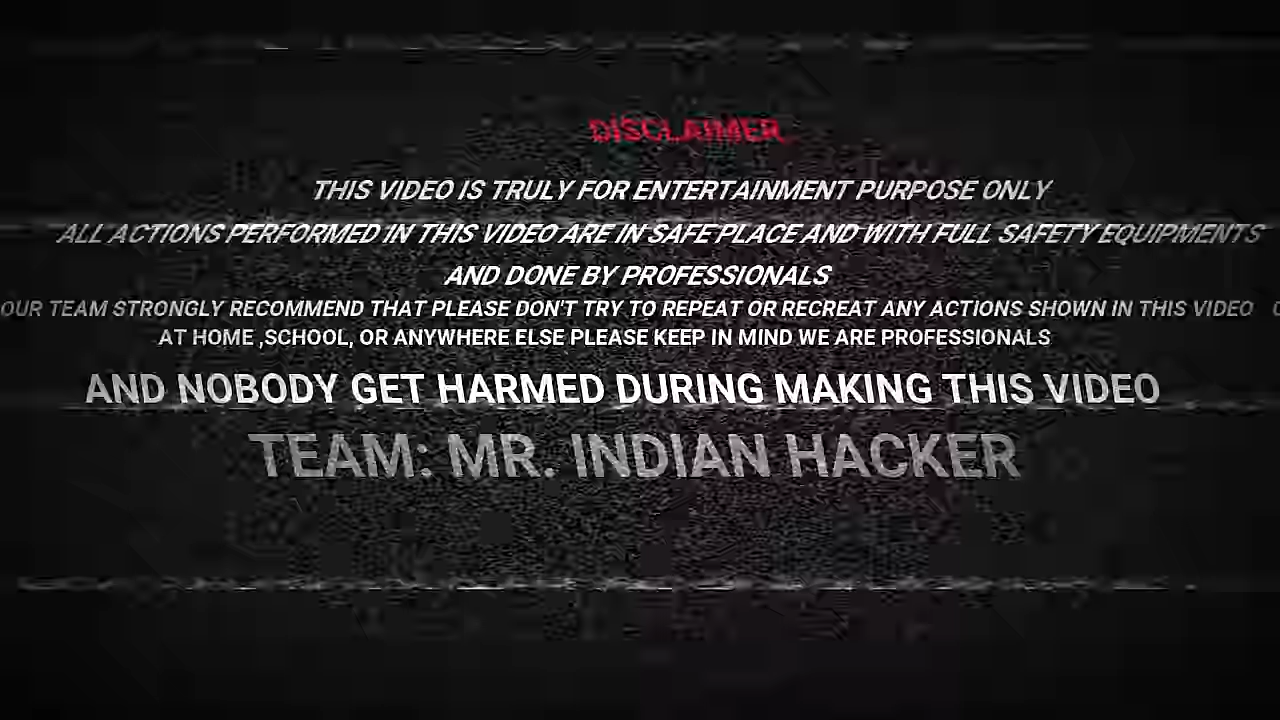 DISCLAIMER
THIS VIDEO IS TRULY FOR ENTERTAINMENT PURPOSE ONLY
ALL ACTIONS PERFORMED IN THIS VIDEO ARE IN SAFE PLACE AND WITH FULL SAFETY EQUIPMENTS
AND DONE BY PROFESSIONALS
OUR TEAM STRONGLY RECOMMEND THAT PLEASE DON'T TRY TO REPEAT OR RECREAT ANY ACTIONS SHOWN IN THIS VIDEO
AT HOME ,SCHOOL, OR ANYWHERE ELSE PLEASE KEEP IN MIND WE ARE PROFESSIONALS
AND NOBODY GET HARMED DURING MAKING THIS VIDEO
TEAM: MR. INDIAN HACKER